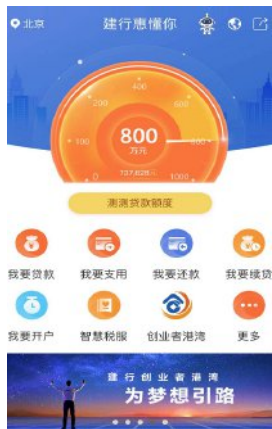 北京 建行惠懂你
400
200 600
100 800 800
万元
0 1000
测测贷款额度
我要贷款 我要支用 我要还款 我要续贷
我要开户 智慧税服 创业者港湾 更多
建行创业者港湾
为梦想引路